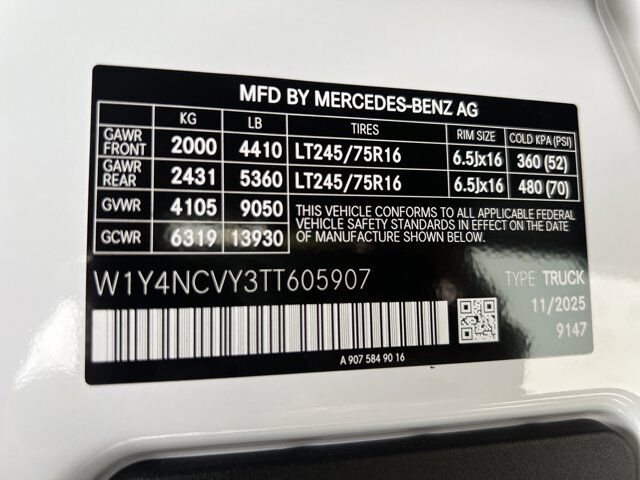 MFD BY MERCEDES-BENZ AG
KG LB TIRES RIM SIZE COLD KPA (PSI)
GAWR FRONT 2000 4410 LT245/75R16 6.5Jx16 360 (52)
GAWR REAR 2431 5360 LT245/75R16 6.5Jx16 480 (70)
GVWR 4105 9050
GCWR 6319 13930
THIS VEHICLE CONFORMS TO ALL APPLICABLE FEDERAL
VEHICLE SAFETY STANDARDS IN EFFECT ON THE DATE
OF MANUFACTURE SHOWN BELOW.
W1Y4NCVY3TT605907
TYPE TRUCK
11/2025
9147
A 907 584 90 16